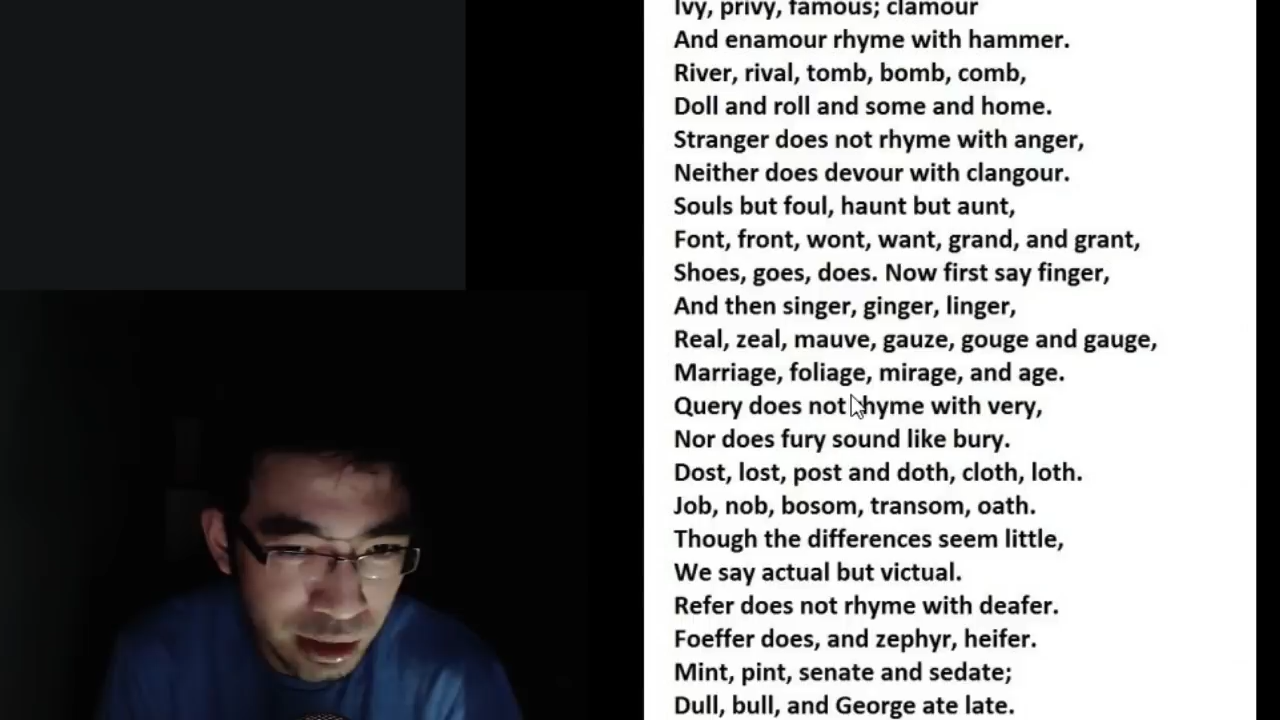 Ivy, privy, famous; clamour
And enamour rhyme with hammer.
River, rival, tomb, bomb, comb,
Doll and roll and some and home.
Stranger does not rhyme with anger,
Neither does devour with clangour.
Souls but foul, haunt but aunt,
Font, front, wont, want, grand, and grant,
Shoes, goes, does. Now first say finger,
And then singer, ginger, linger,
Real, zeal, mauve, gauze, gouge and gauge,
Marriage, foliage, mirage, and age.
Query does not rhyme with very,
Nor does fury sound like bury.
Dost, lost, post and doth, cloth, loth.
Job, nob, bosom, transom, oath.
Though the differences seem little,
We say actual but victual.
Refer does not rhyme with deafer.
Foeffer does, and zephyr, heifer.
Mint, pint, senate and sedate;
Dull, bull, and George ate late.